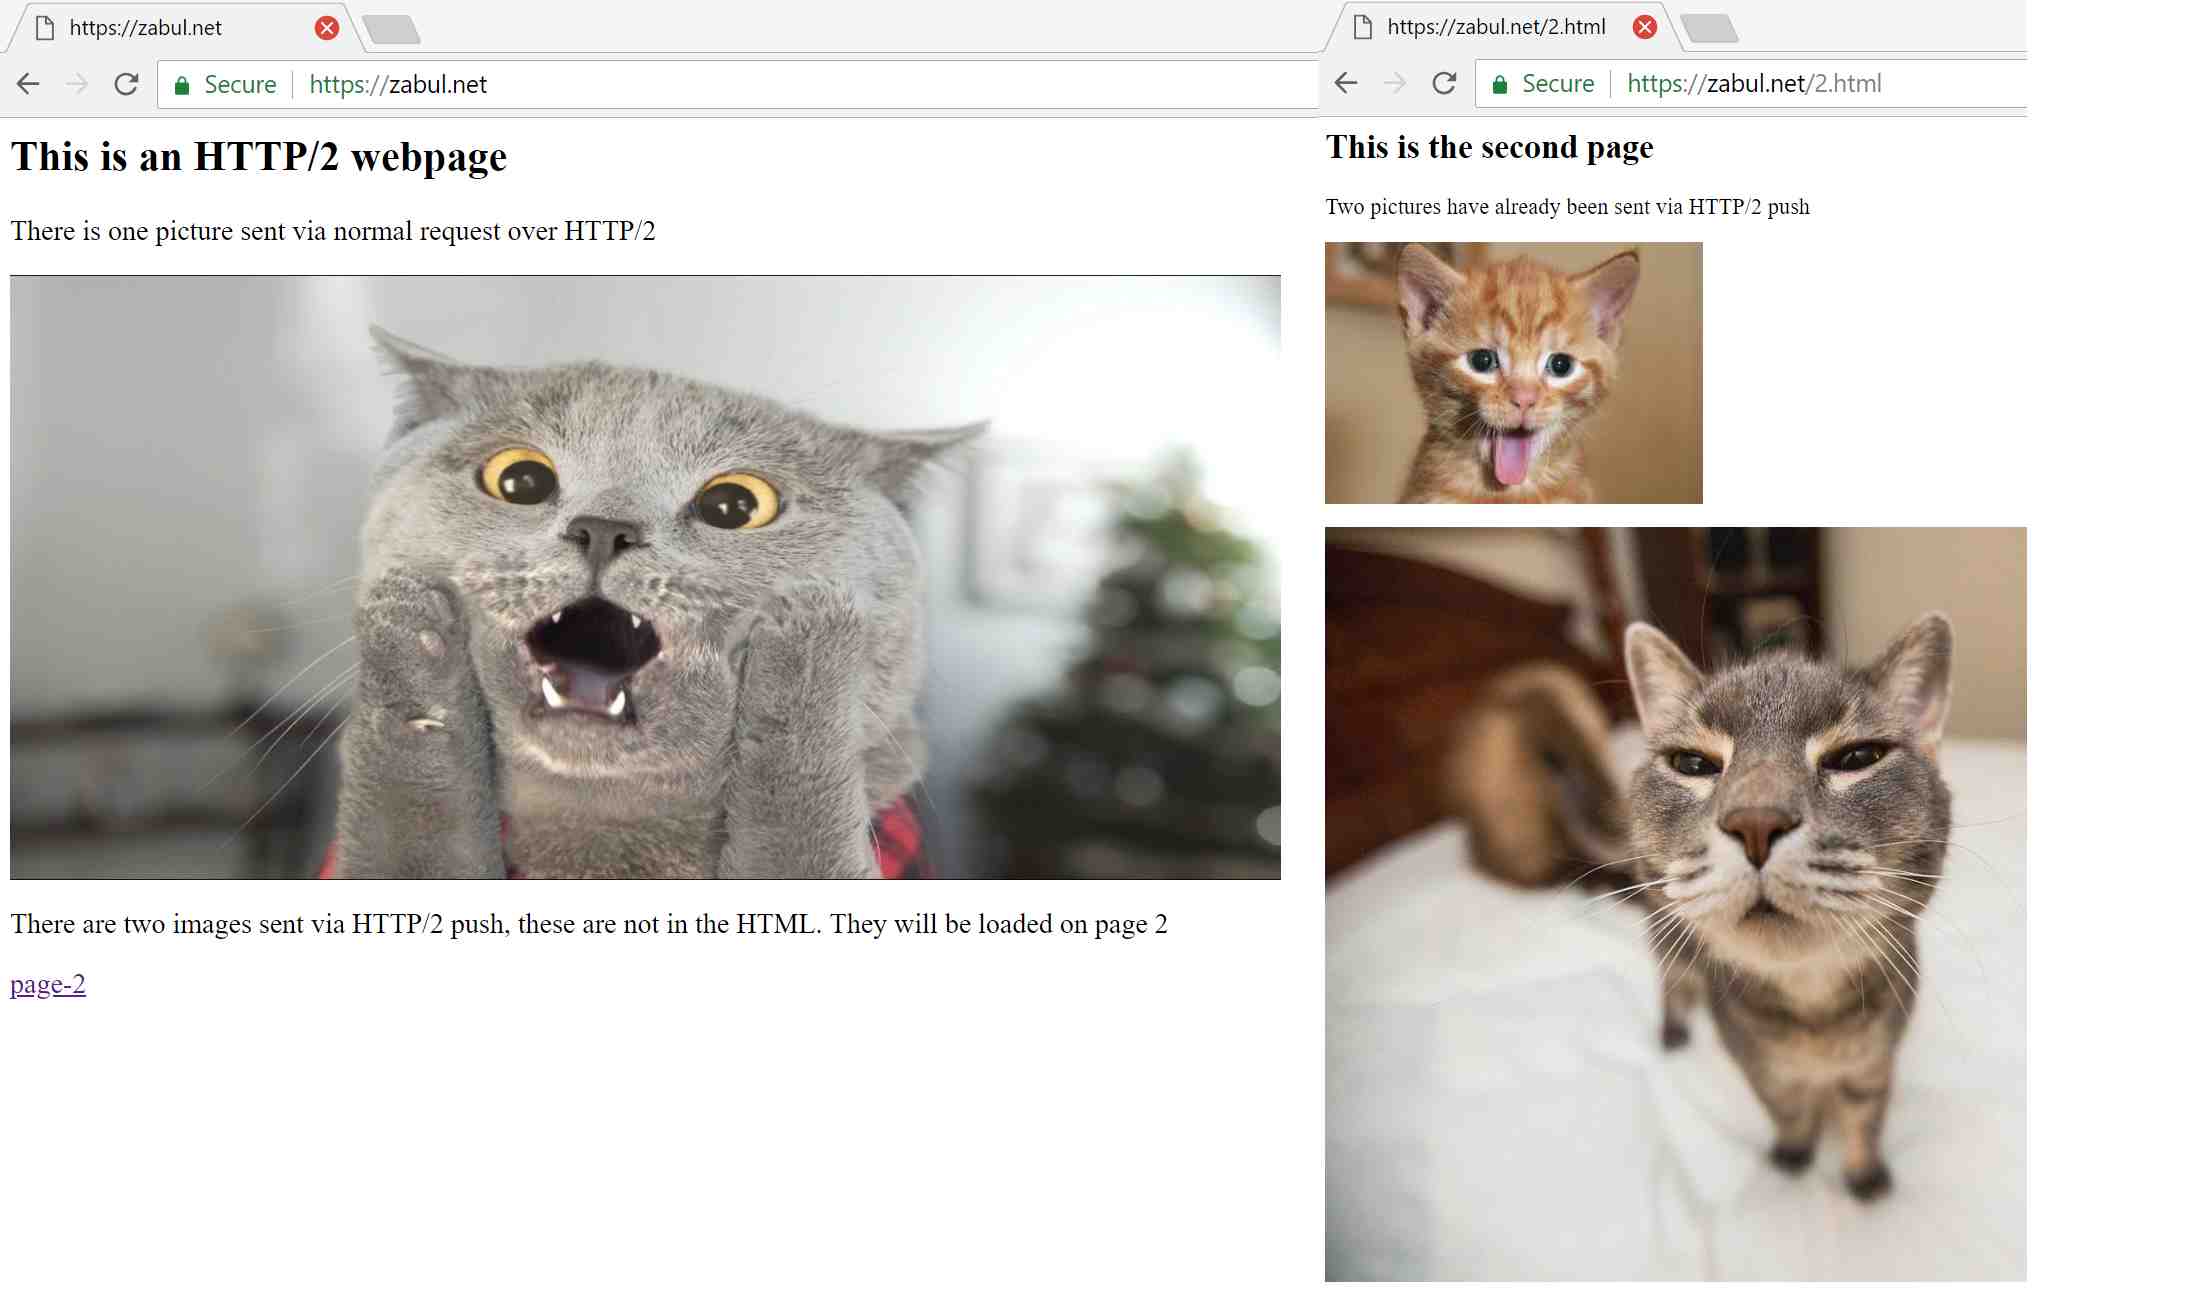 https://zabul.net
Secure
https://zabul.net
This is an HTTP/2 webpage
There is one picture sent via normal request over HTTP/2
There are two images sent via HTTP/2 push, these are not in the HTML. They will be loaded on page 2
page-2
https://zabul.net/2.html
Secure
https://zabul.net/2.html
This is the second page
Two pictures have already been sent via HTTP/2 push